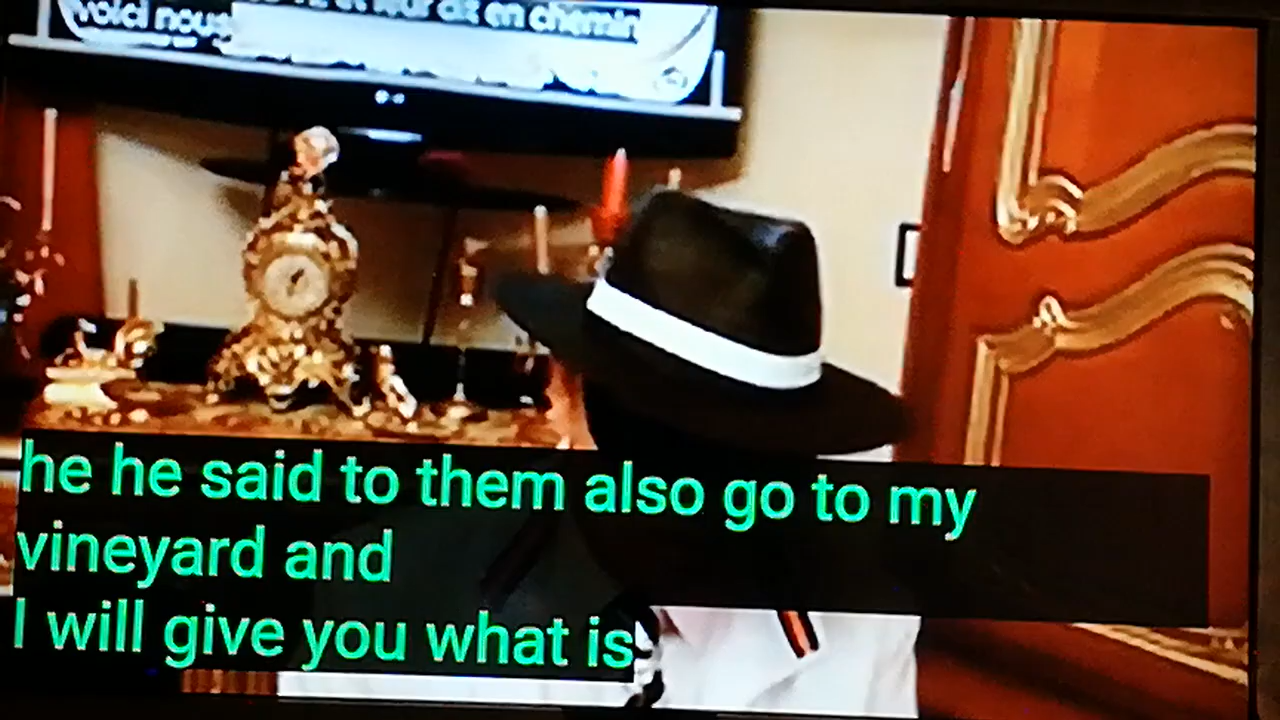 et leur dit en chemin
voici nous
he he said to them also go to my
vineyard and
I will give you what is